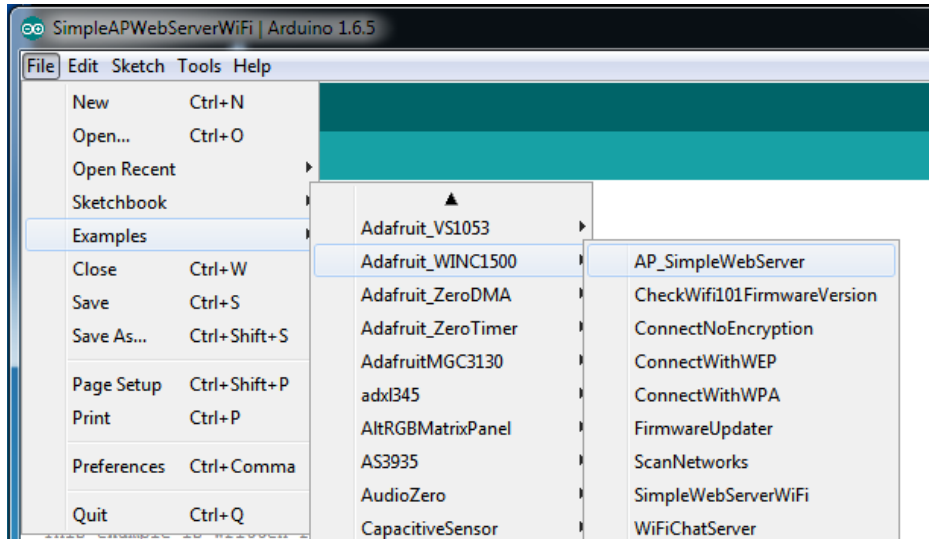 SimpleAPWebServerWiFi | Arduino 1.6.5
File Edit Sketch Tools Help
New Ctrl+N
Open... Ctrl+O
Open Recent
Sketchbook
Examples
Close Ctrl+W
Save Ctrl+S
Save As... Ctrl+Shift+S
Page Setup Ctrl+Shift+P
Print Ctrl+P
Preferences Ctrl+Comma
Quit Ctrl+Q
Adafruit_VS1053
Adafruit_WINC1500
Adafruit_ZeroDMA
Adafruit_ZeroTimer
AdafruitMGC3130
adxl345
AltRGBMatrixPanel
AS3935
AudioZero
CapacitiveSensor
AP_SimpleWebServer
CheckWifi101FirmwareVersion
ConnectNoEncryption
ConnectWithWEP
ConnectWithWPA
FirmwareUpdater
ScanNetworks
SimpleWebServerWiFi
WiFiChatServer